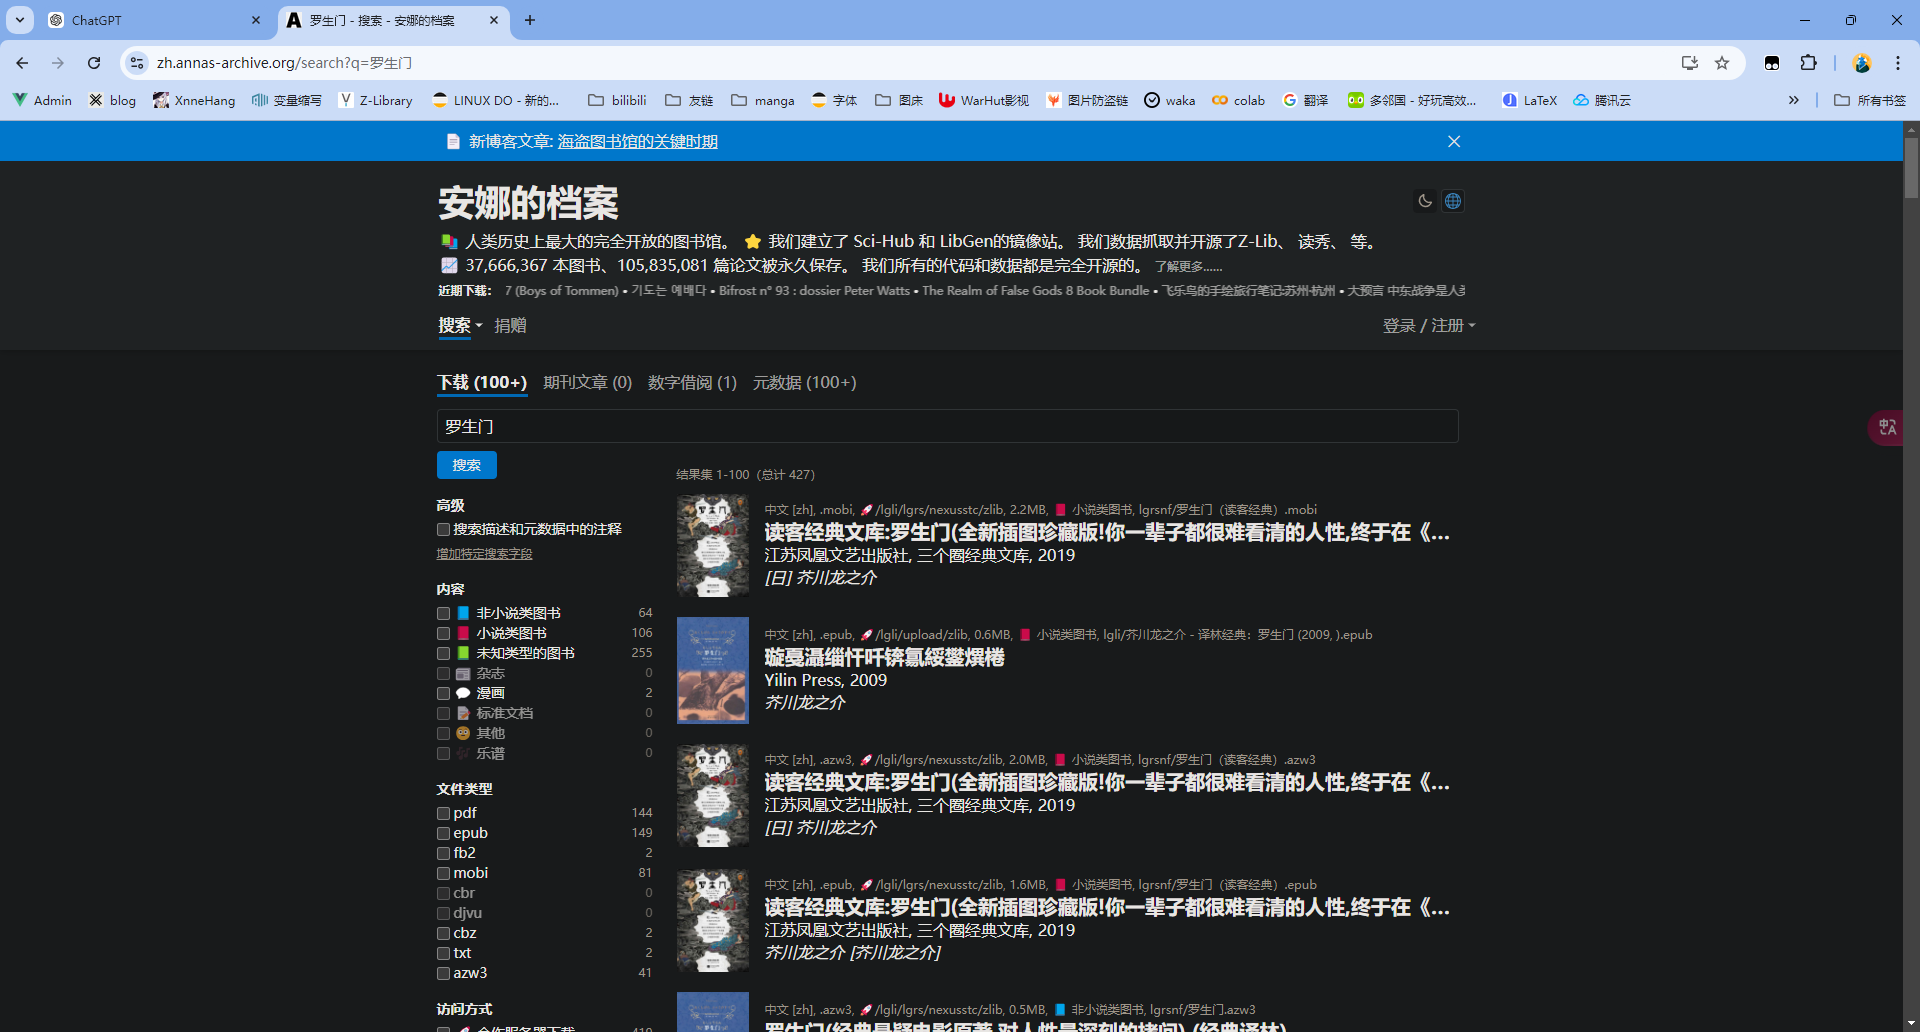 ChatGPT
罗生门 - 搜索 - 安娜的档案
zh.annas-archive.org/search?q=罗生门
Admin
blog
XnneHang
变量缩写
Z-Library
LINUX DO - 新的...
bilibili
友链
manga
字体
图床
WarHut影视
图片防盗链
waka
colab
翻译
多邻国 - 好玩高效...
LaTeX
腾讯云
所有书签
新博客文章: 海盗图书馆的关键时期
安娜的档案
📚 人类历史上最大的完全开放的图书馆。 ⭐ 我们建立了 Sci-Hub 和 LibGen的镜像站。 我们数据抓取并开源了Z-Lib、 读秀、 等。
📈 37,666,367 本图书、105,835,081 篇论文被永久保存。 我们所有的代码和数据都是完全开源的。 了解更多……
近期下载: 7 (Boys of Tommen) • 기도는 예배다 • Bifrost n° 93 : dossier Peter Watts • The Realm of False Gods 8 Book Bundle • 飞乐鸟的手绘旅行笔记·苏州·杭州 • 大预言 中东战争是人类
搜索 捐赠
登录 / 注册
下载 (100+) 期刊文章 (0) 数字借阅 (1) 元数据 (100+)
罗生门
搜索
高级
搜索描述和元数据中的注释
增加特定搜索字段
内容
非小说类图书 64
小说类图书 106
未知类型的图书 255
杂志 0
漫画 2
标准文档 0
其他 0
乐谱 0
文件类型
pdf 144
epub 149
fb2 2
mobi 81
cbr 0
djvu 0
cbz 2
txt 2
azw3 41
访问方式
合作服务器下载 419
结果集 1-100（总计 427）
中文 [zh], .mobi, 🚀/lgli/lgrs/nexusstc/zlib, 2.2MB, 📕 小说类图书, lgrsnf/罗生门（读客经典）.mobi
读客经典文库:罗生门(全新插图珍藏版!你一辈子都很难看清的人性,终于在《...
江苏凤凰文艺出版社, 三个圈经典文库, 2019
[日] 芥川龙之介
中文 [zh], .epub, 🚀/lgli/upload/zlib, 0.6MB, 📕 小说类图书, lgli/芥川龙之介 - 译林经典：罗生门 (2009, ).epub
Yilin Press, 2009
芥川龙之介
中文 [zh], .azw3, 🚀/lgli/lgrs/nexusstc/zlib, 2.0MB, 📕 小说类图书, lgrsnf/罗生门（读客经典）.azw3
读客经典文库:罗生门(全新插图珍藏版!你一辈子都很难看清的人性,终于在《...
江苏凤凰文艺出版社, 三个圈经典文库, 2019
[日] 芥川龙之介
中文 [zh], .epub, 🚀/lgli/lgrs/nexusstc/zlib, 1.6MB, 📕 小说类图书, lgrsnf/罗生门（读客经典）.epub
读客经典文库:罗生门(全新插图珍藏版!你一辈子都很难看清的人性,终于在《...
江苏凤凰文艺出版社, 三个圈经典文库, 2019
芥川龙之介 [芥川龙之介]
中文 [zh], .azw3, 🚀/lgli/lgrs/nexusstc/zlib, 0.5MB, 📘 非小说类图书, lgrsnf/罗生门.azw3
罗生门(经典悬疑电影原著,对人性最深刻的拷问) (经典译林)